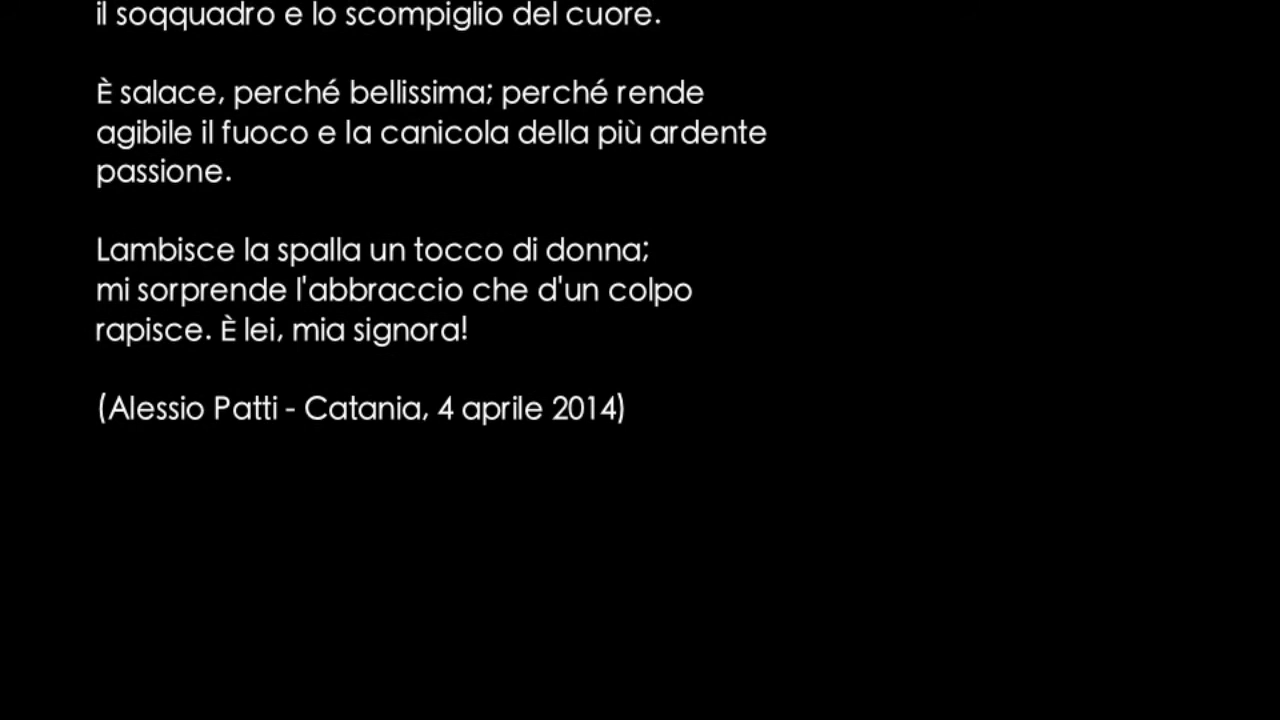 il soqquadro e lo scompiglio del cuore.
È salace, perché bellissima; perché rende
agibile il fuoco e la canicola della più ardente
passione.
Lambisce la spalla un tocco di donna;
mi sorprende l'abbraccio che d'un colpo
rapisce. È lei, mia signora!
(Alessio Patti - Catania, 4 aprile 2014)